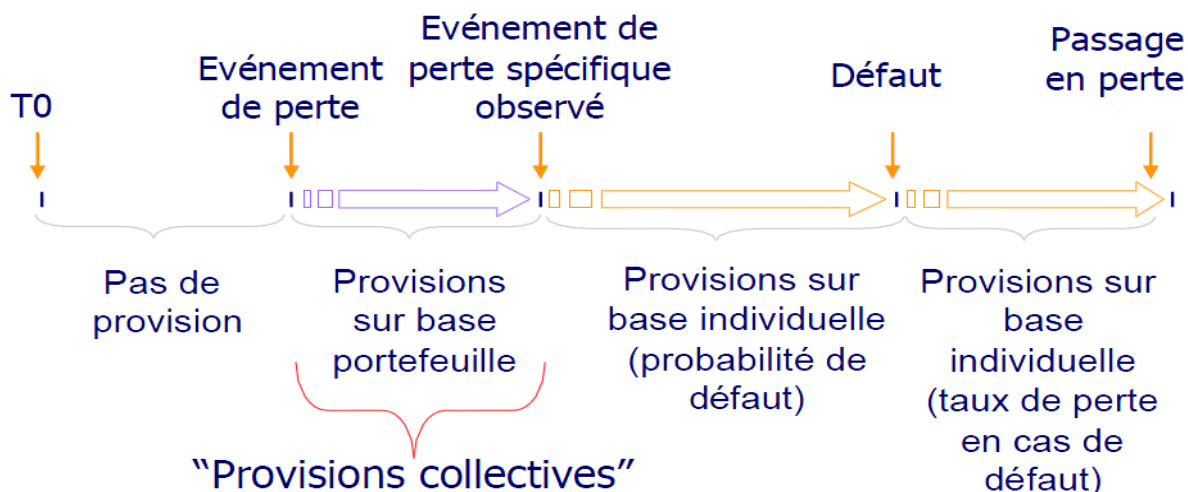 T0
Evénement
de perte
Evénement de
perte spécifique
observé
Défaut
Passage
en perte
Pas de
provision
Provisions
sur base
portefeuille
Provisions sur
base individuelle
(probabilité de
défaut)
Provisions sur
base
individuelle
(taux de perte
en cas de
défaut)
“Provisions collectives”